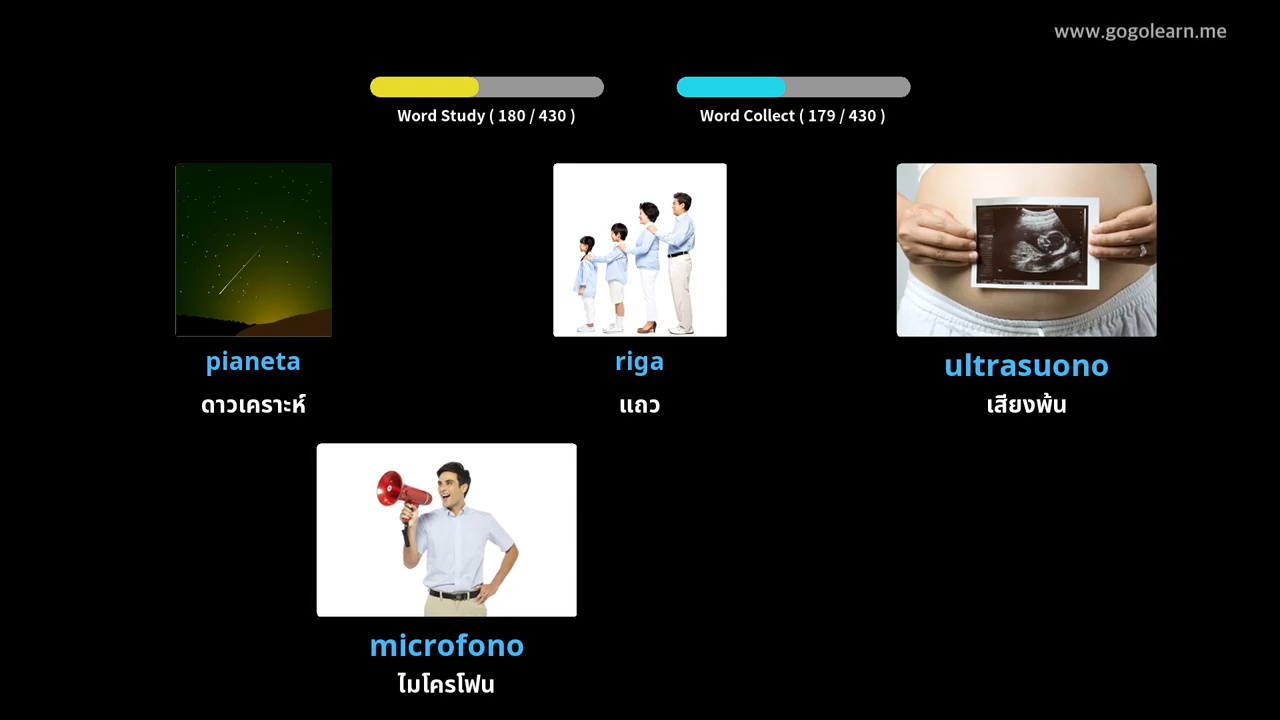 www.gogolearn.me
Word Study ( 180 / 430 )
Word Collect ( 179 / 430 )
pianeta
ดาวเคราะห์
riga
แถว
ultrasuono
เสียงพ้น
microfono
ไมโครโฟน